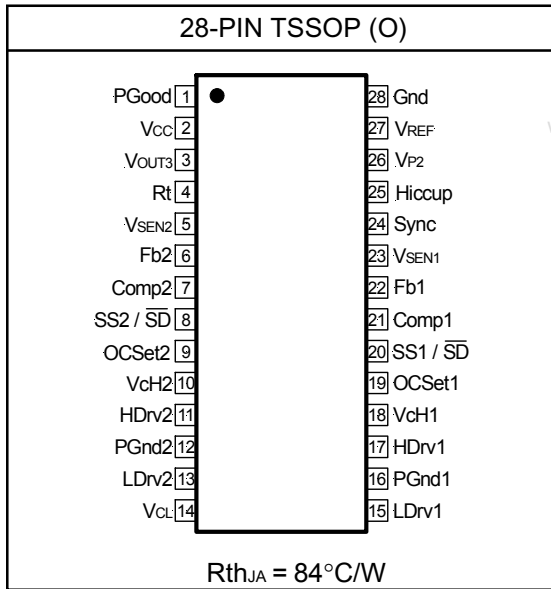 28-PIN TSSOP (O)
PGood 1 28 Gnd
VCC 2 27 VREF
VOUT3 3 26 VP2
Rt 4 25 Hiccup
VSEN2 5 24 Sync
Fb2 6 23 VSEN1
Comp2 7 22 Fb1
SS2 / S̅D̅ 8 21 Comp1
OCSet2 9 20 SS1 / S̅D̅
VcH2 10 19 OCSet1
HDrv2 11 18 VcH1
PGnd2 12 17 HDrv1
LDrv2 13 16 PGnd1
VCL 14 15 LDrv1
RthJA = 84°C/W